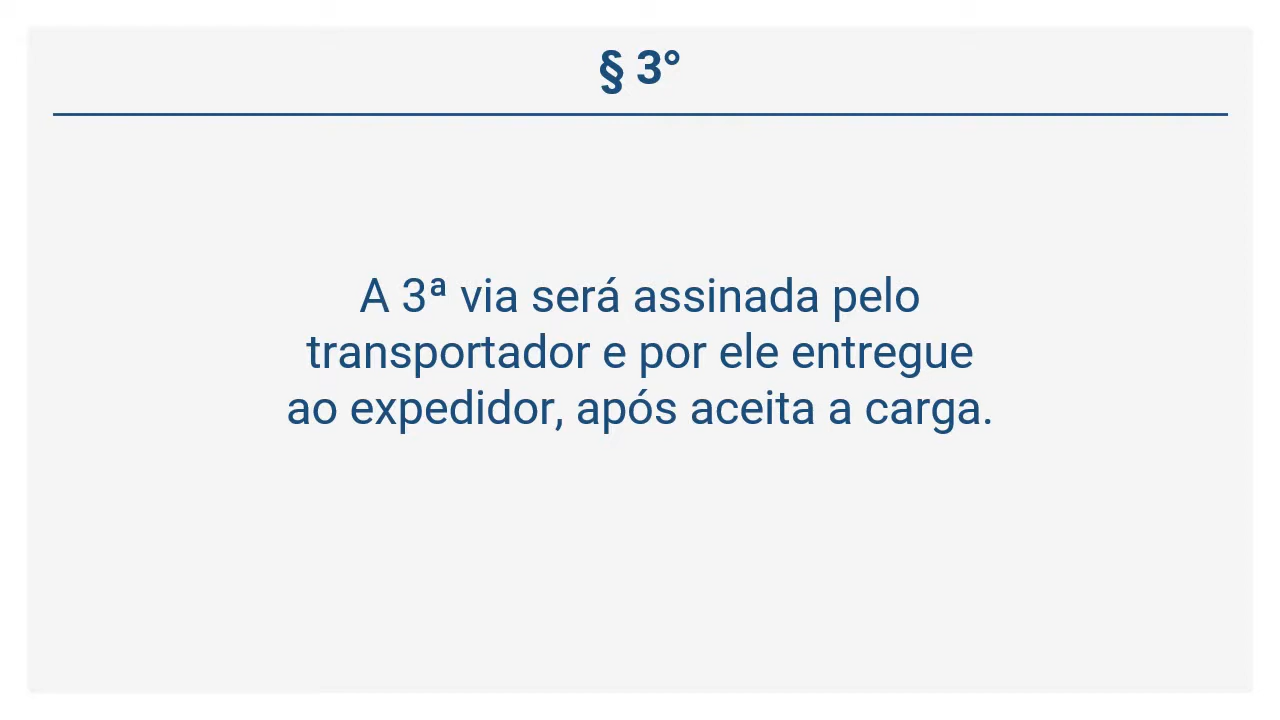 § 3°
A 3ª via será assinada pelo
transportador e por ele entregue
ao expedidor, após aceita a carga.